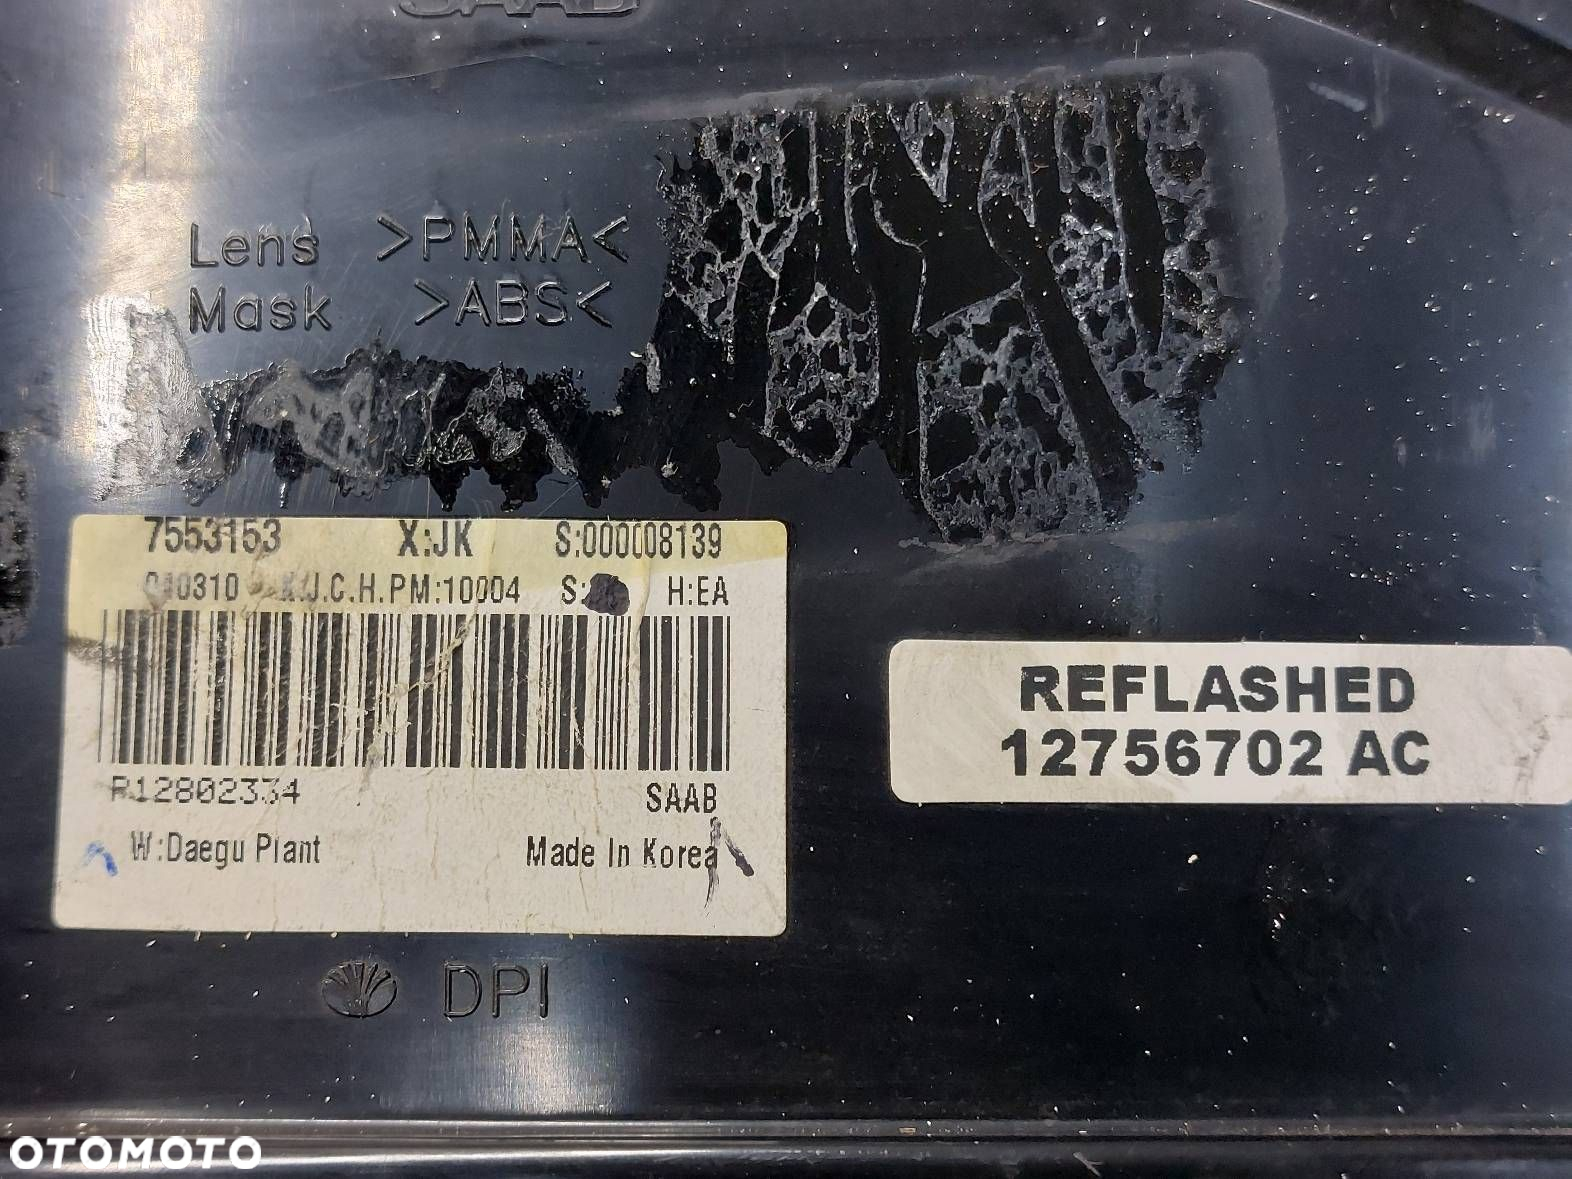 SAAB
Lens >PMMA<
Mask >ABS<
7553153 X:JK S:000008139
PM:10004 S: H:EA
REFLASHED
12756702 AC
R12802334 SAAB
W:Daegu Plant Made In Korea
DPI
OTOMOTO